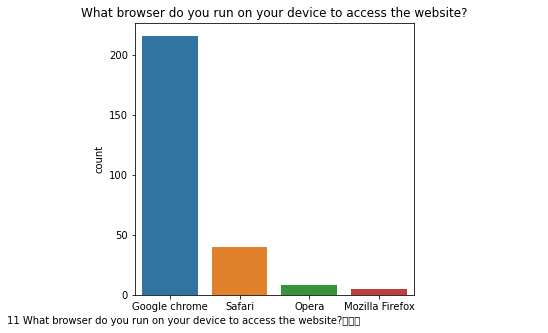 What browser do you run on your device to access the website?
200
150
100
50
0
count
Google chrome Safari Opera Mozilla Firefox
11 What browser do you run on your device to access the website?